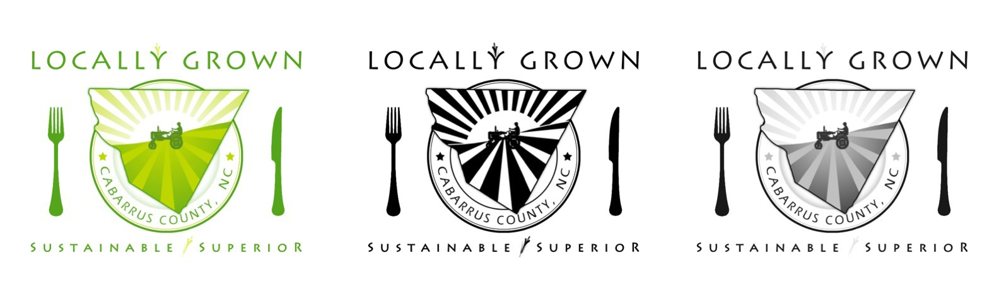 LOCALLY GROWN
CABARRUS COUNTY, NC
SUSTAINABLE SUPERIOR
LOCALLY GROWN
CABARRUS COUNTY, NC
SUSTAINABLE SUPERIOR
LOCALLY GROWN
CABARRUS COUNTY, NC
SUSTAINABLE SUPERIOR